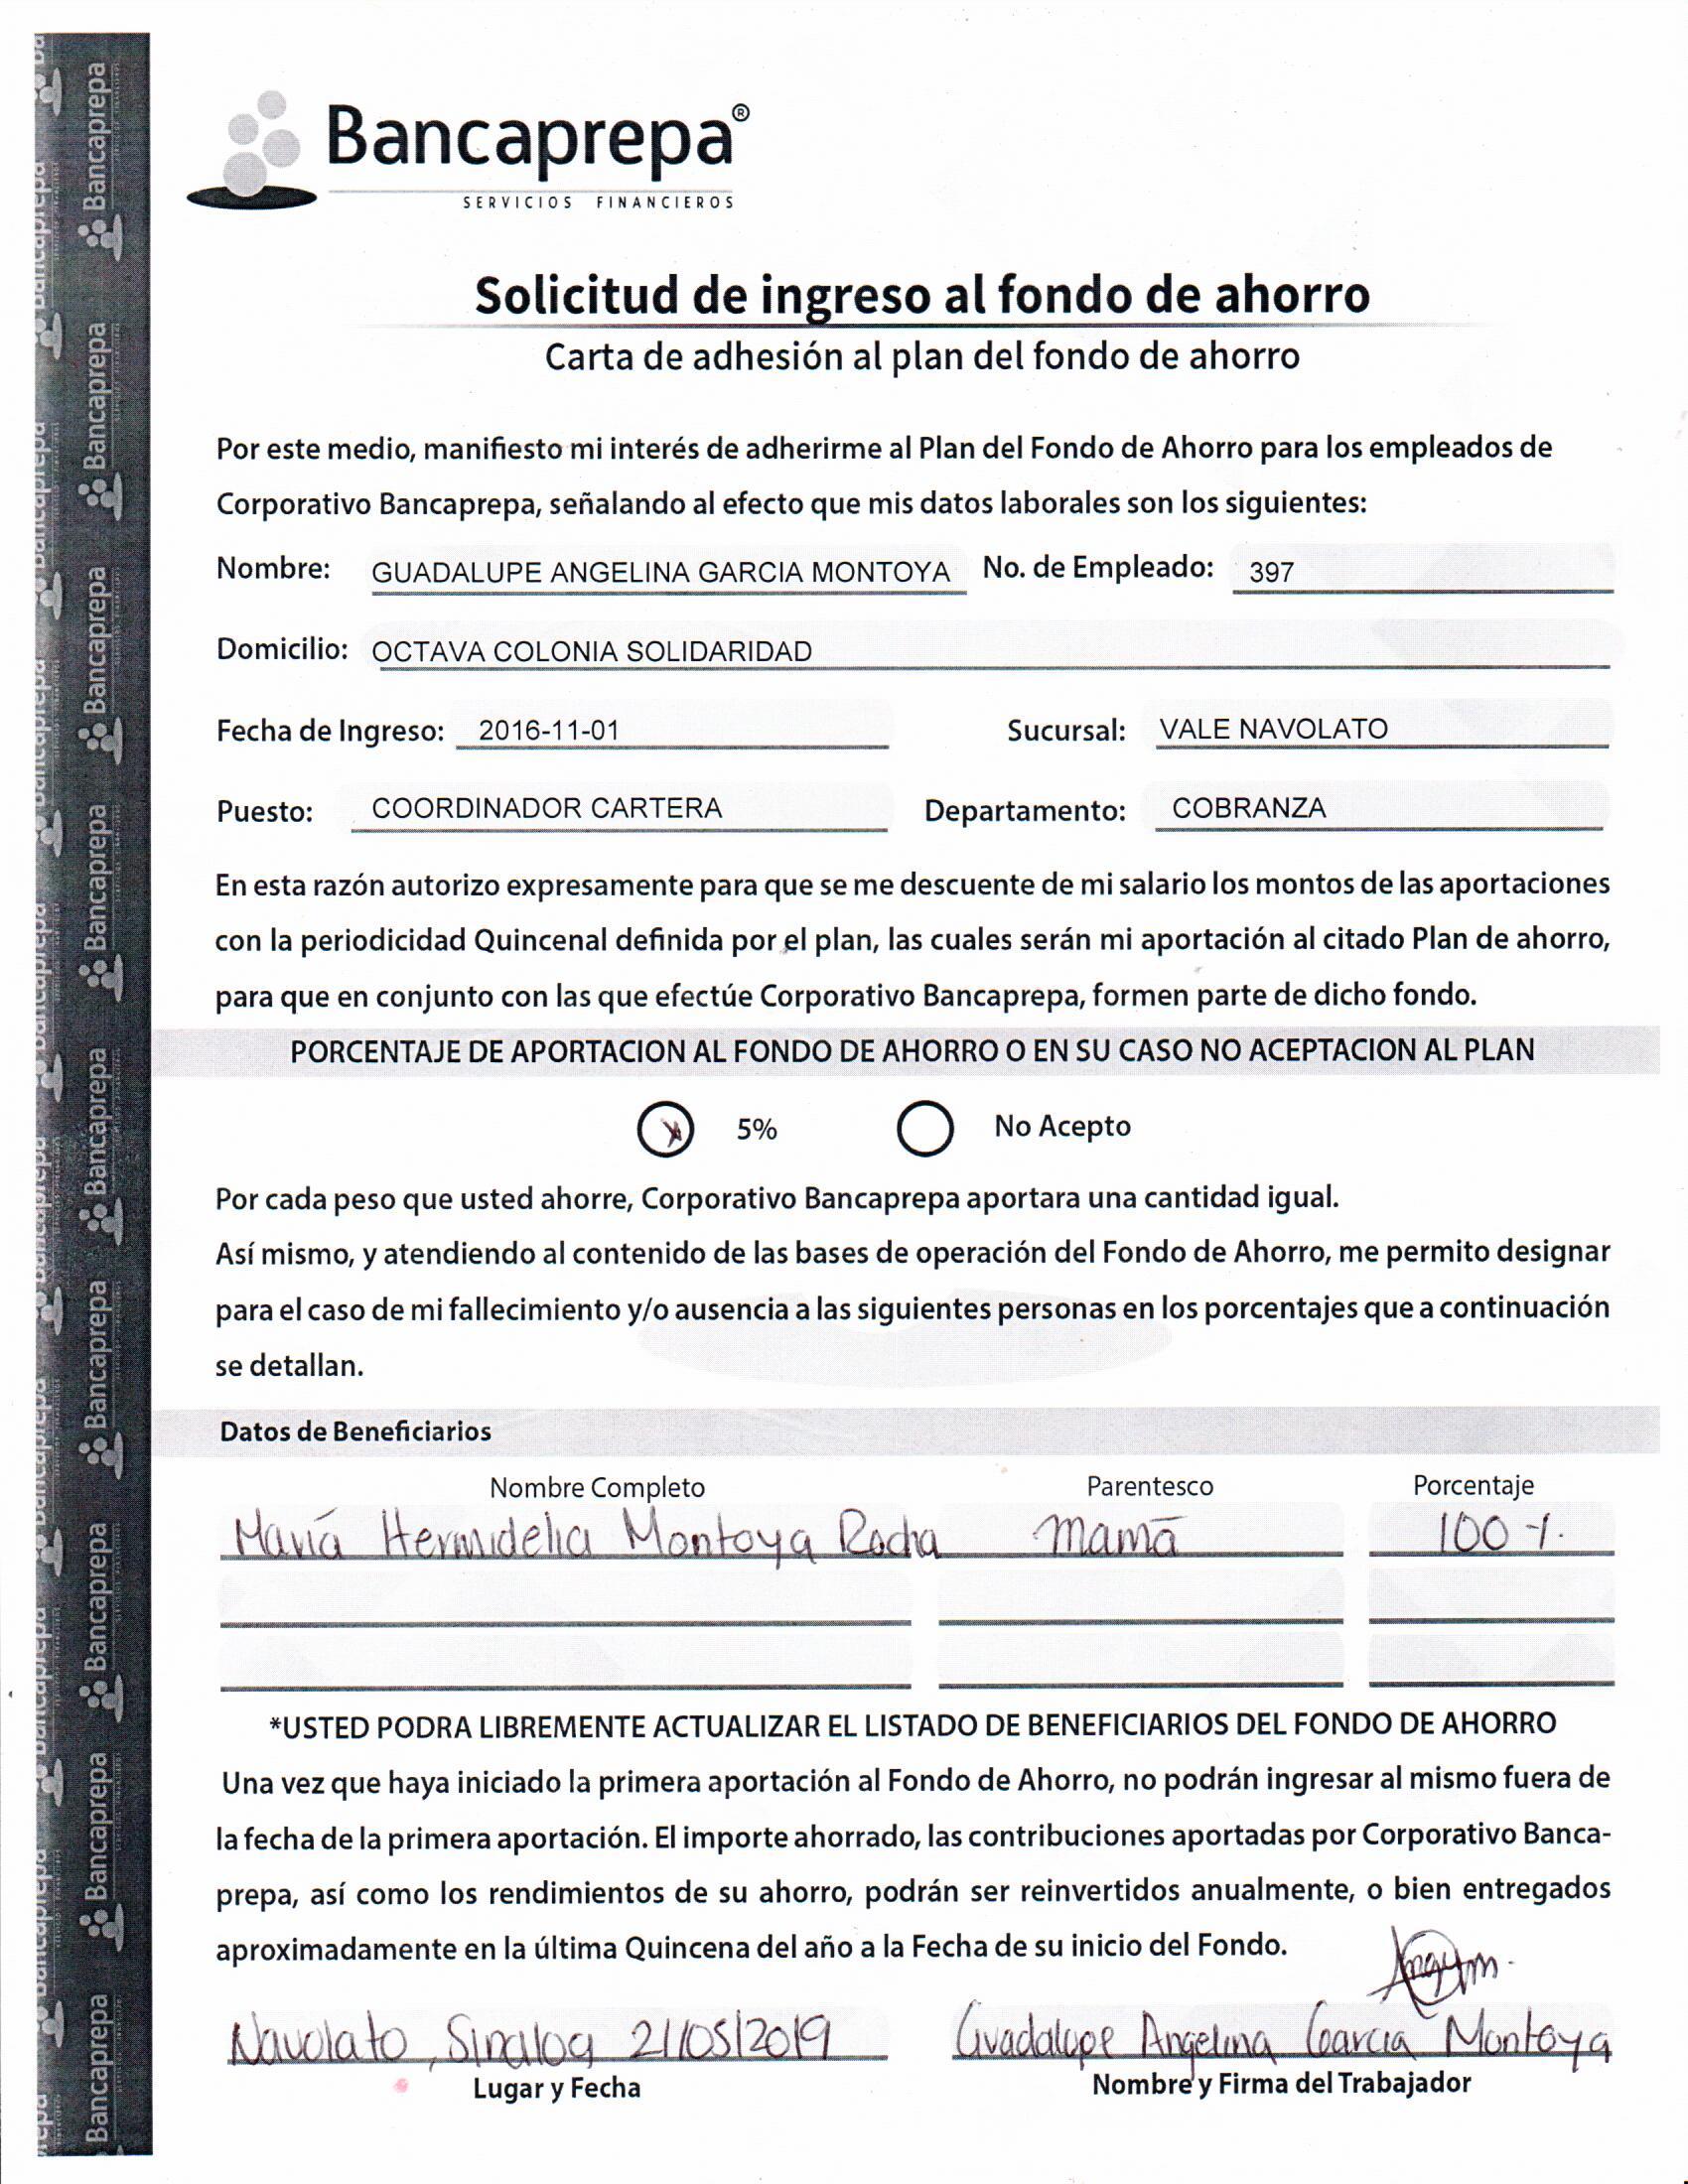 Bancaprepa®
SERVICIOS FINANCIEROS
Solicitud de ingreso al fondo de ahorro
Carta de adhesión al plan del fondo de ahorro
Por este medio, manifiesto mi interés de adherirme al Plan del Fondo de Ahorro para los empleados de
Corporativo Bancaprepa, señalando al efecto que mis datos laborales son los siguientes:
Nombre: GUADALUPE ANGELINA GARCIA MONTOYA No. de Empleado: 397
Domicilio: OCTAVA COLONIA SOLIDARIDAD
Fecha de Ingreso: 2016-11-01 Sucursal: VALE NAVOLATO
Puesto: COORDINADOR CARTERA Departamento: COBRANZA
En esta razón autorizo expresamente para que se me descuente de mi salario los montos de las aportaciones
con la periodicidad Quincenal definida por el plan, las cuales serán mi aportación al citado Plan de ahorro,
para que en conjunto con las que efectúe Corporativo Bancaprepa, formen parte de dicho fondo.
PORCENTAJE DE APORTACION AL FONDO DE AHORRO O EN SU CASO NO ACEPTACION AL PLAN
x 5% No Acepto
Por cada peso que usted ahorre, Corporativo Bancaprepa aportara una cantidad igual.
Así mismo, y atendiendo al contenido de las bases de operación del Fondo de Ahorro, me permito designar
para el caso de mi fallecimiento y/o ausencia a las siguientes personas en los porcentajes que a continuación
se detallan.
Datos de Beneficiarios
Nombre Completo Parentesco Porcentaje
María Hermidelia Montoya Rocha mamá 100%
*USTED PODRA LIBREMENTE ACTUALIZAR EL LISTADO DE BENEFICIARIOS DEL FONDO DE AHORRO
Una vez que haya iniciado la primera aportación al Fondo de Ahorro, no podrán ingresar al mismo fuera de
la fecha de la primera aportación. El importe ahorrado, las contribuciones aportadas por Corporativo Banca-
prepa, así como los rendimientos de su ahorro, podrán ser reinvertidos anualmente, o bien entregados
aproximadamente en la última Quincena del año a la Fecha de su inicio del Fondo.
Navolato, Sinaloa 21/05/2019 Guadalupe Angelina García Montoya
Lugar y Fecha Nombre y Firma del Trabajador